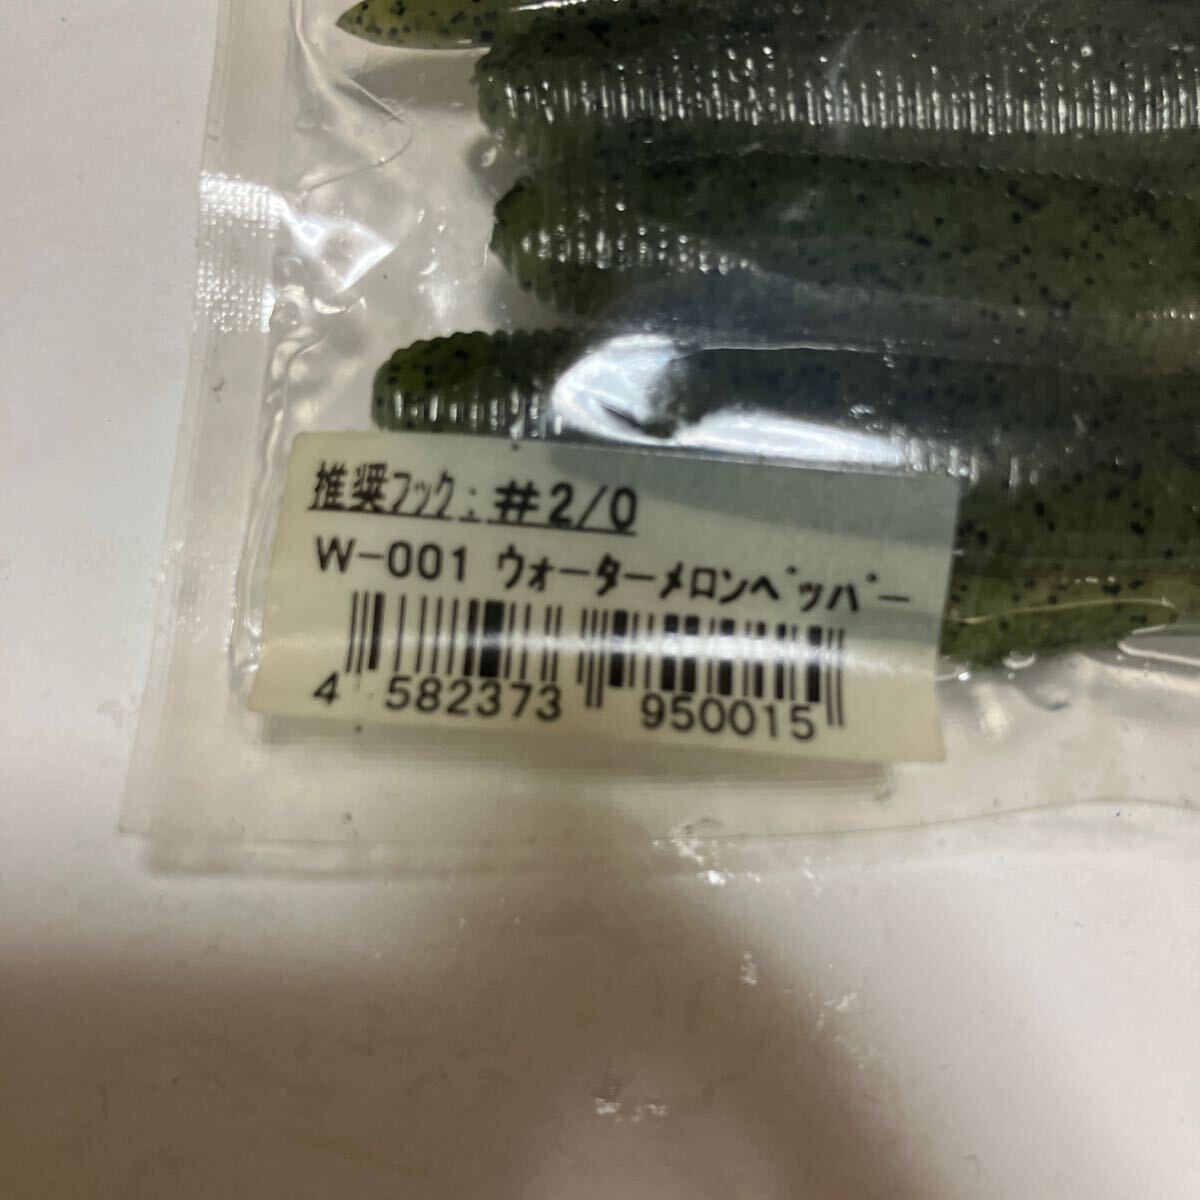 推奨フック:#2/0
W-001 ウォーターメロンペッパー
4 582373 950015